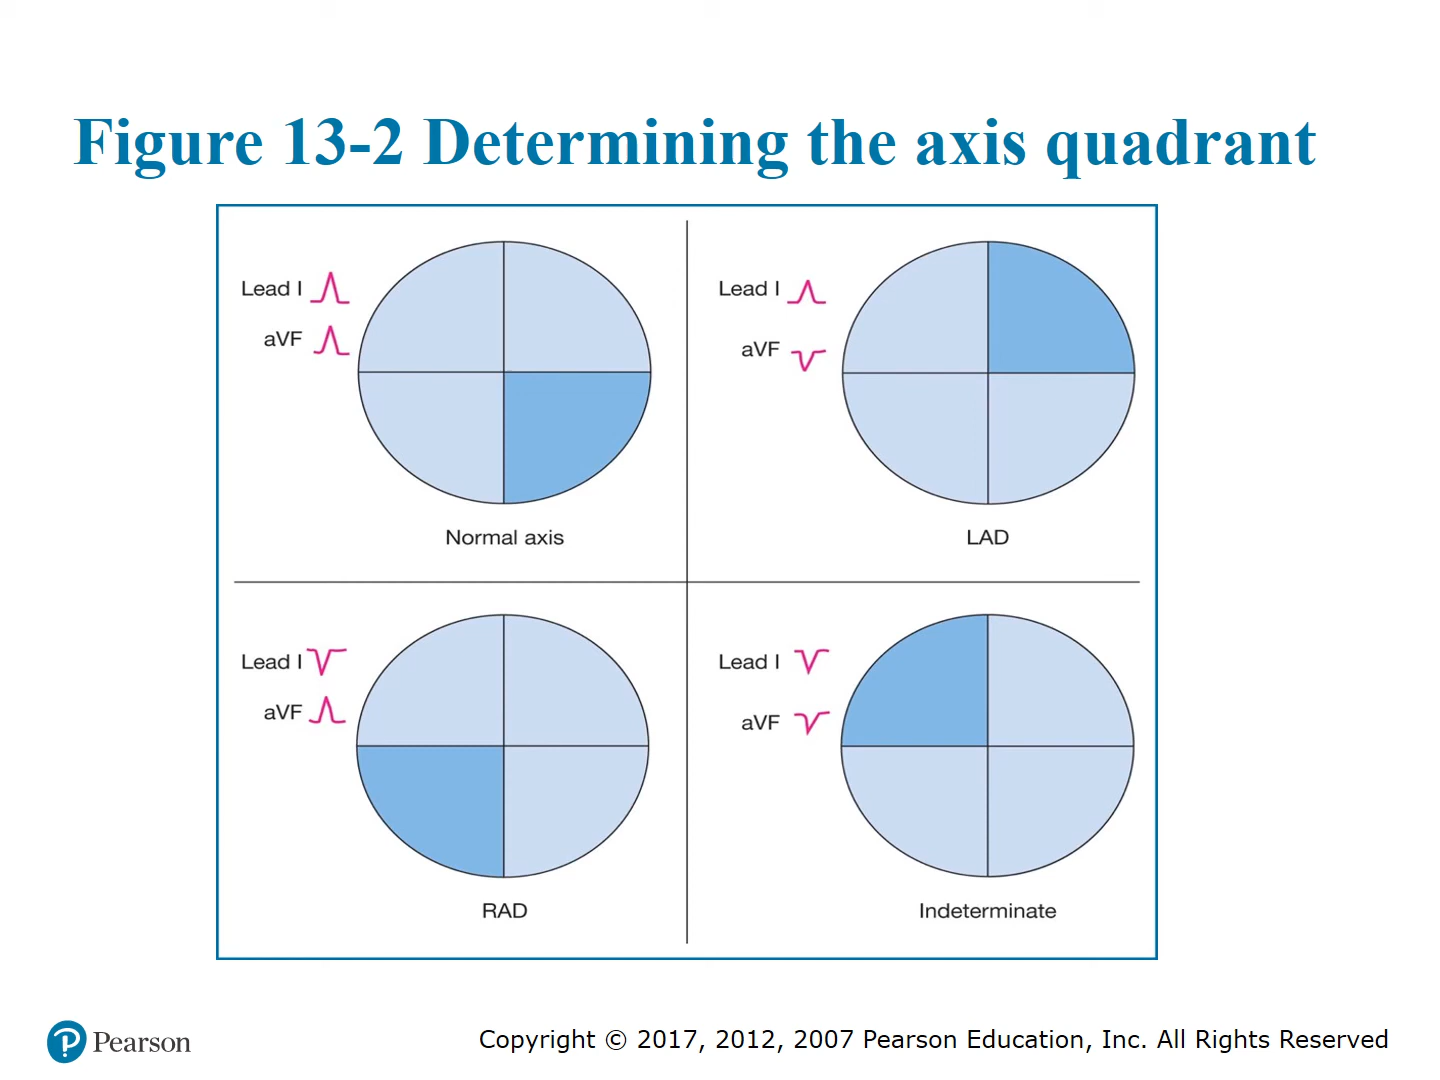 Figure 13-2 Determining the axis quadrant
Lead I
aVF
Normal axis
Lead I
aVF
LAD
Lead I
aVF
RAD
Lead I
aVF
Indeterminate
Pearson
Copyright © 2017, 2012, 2007 Pearson Education, Inc. All Rights Reserved